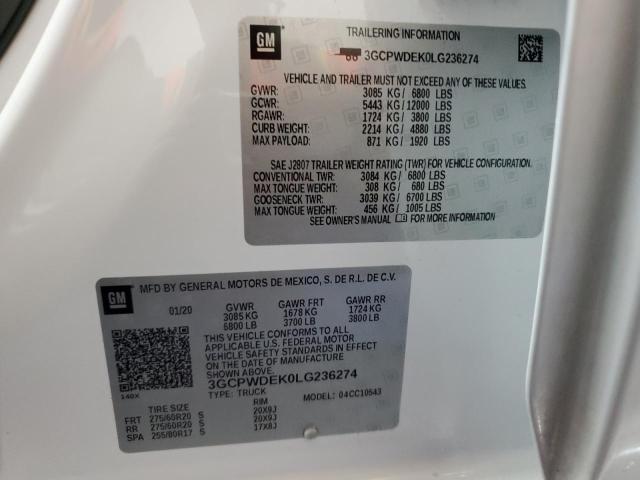 GM
TRAILERING INFORMATION
3GCPWDEK0LG236274
VEHICLE AND TRAILER MUST NOT EXCEED ANY OF THESE VALUES.
GVWR: 3085 KG / 6800 LBS
GCWR: 5443 KG / 12000 LBS
RGAWR: 1724 KG / 3800 LBS
CURB WEIGHT: 2214 KG / 4880 LBS
MAX PAYLOAD: 871 KG / 1920 LBS
SAE J2807 TRAILER WEIGHT RATING (TWR) FOR VEHICLE CONFIGURATION.
CONVENTIONAL TWR: 3084 KG / 6800 LBS
MAX TONGUE WEIGHT: 308 KG / 680 LBS
GOOSENECK TWR: 3039 KG / 6700 LBS
MAX TONGUE WEIGHT: 456 KG / 1005 LBS
SEE OWNER'S MANUAL FOR MORE INFORMATION
GM
MFD BY GENERAL MOTORS DE MEXICO, S. DE R.L. DE C.V.
01/20 GVWR GAWR FRT GAWR RR
3085 KG 1678 KG 1724 KG
6800 LB 3700 LB 3800 LB
THIS VEHICLE CONFORMS TO ALL
APPLICABLE U.S. FEDERAL MOTOR
VEHICLE SAFETY AND THEFT
PREVENTION STANDARDS IN EFFECT
ON THE DATE OF MANUFACTURE
SHOWN ABOVE.
3GCPWDEK0LG236274
140X TYPE: TRUCK MODEL: 04CC10543
TIRE SIZE RIM
FRT 275/60R20 S 20X9J
RR 275/60R20 S 20X9J
SPA 255/80R17 S 17X8J